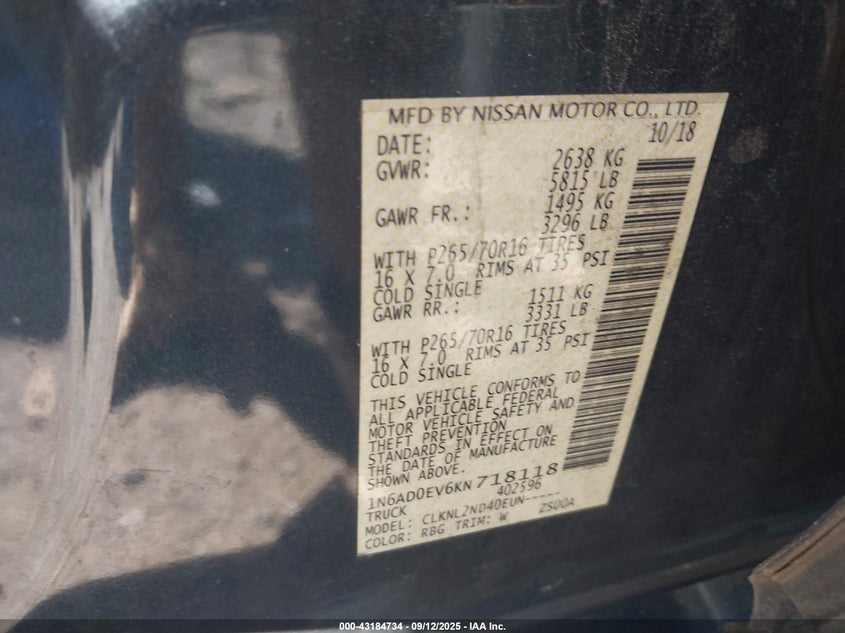 MFD BY NISSAN MOTOR CO., LTD.
DATE: 10/18
GVWR: 2638 KG
5815 LB
GAWR FR.: 1495 KG
3296 LB
WITH P265/70R16 TIRES
16 X 7.0 RIMS AT 35 PSI
COLD SINGLE
GAWR RR.: 1511 KG
3331 LB
WITH P265/70R16 TIRES
16 X 7.0 RIMS AT 35 PSI
COLD SINGLE
THIS VEHICLE CONFORMS TO
ALL APPLICABLE FEDERAL
MOTOR VEHICLE SAFETY AND
THEFT PREVENTION
STANDARDS IN EFFECT ON
THE DATE OF MANUFACTURE
SHOWN ABOVE.
1N6AD0EV6KN718118
TRUCK 402596
MODEL: CLKNL2ND40EUN-----
COLOR: RBG TRIM: W ZS00A
000-43184734 - 09/12/2025 - IAA Inc.